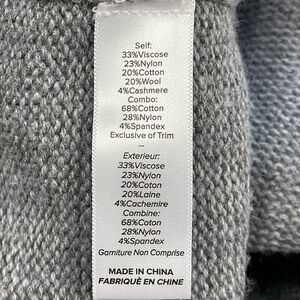 Self:
33%Viscose
23%Nylon
20%Cotton
20%Wool
4%Cashmere
Combo:
68%Cotton
28%Nylon
4%Spandex
Exclusive of Trim
--
Exterieur:
33%Viscose
23%Nylon
20%Coton
20%Laine
4%Cachemire
Combine:
68%Coton
28%Nylon
4%Spandex
Garniture Non Comprise
MADE IN CHINA
FABRIQUÉ EN CHINE